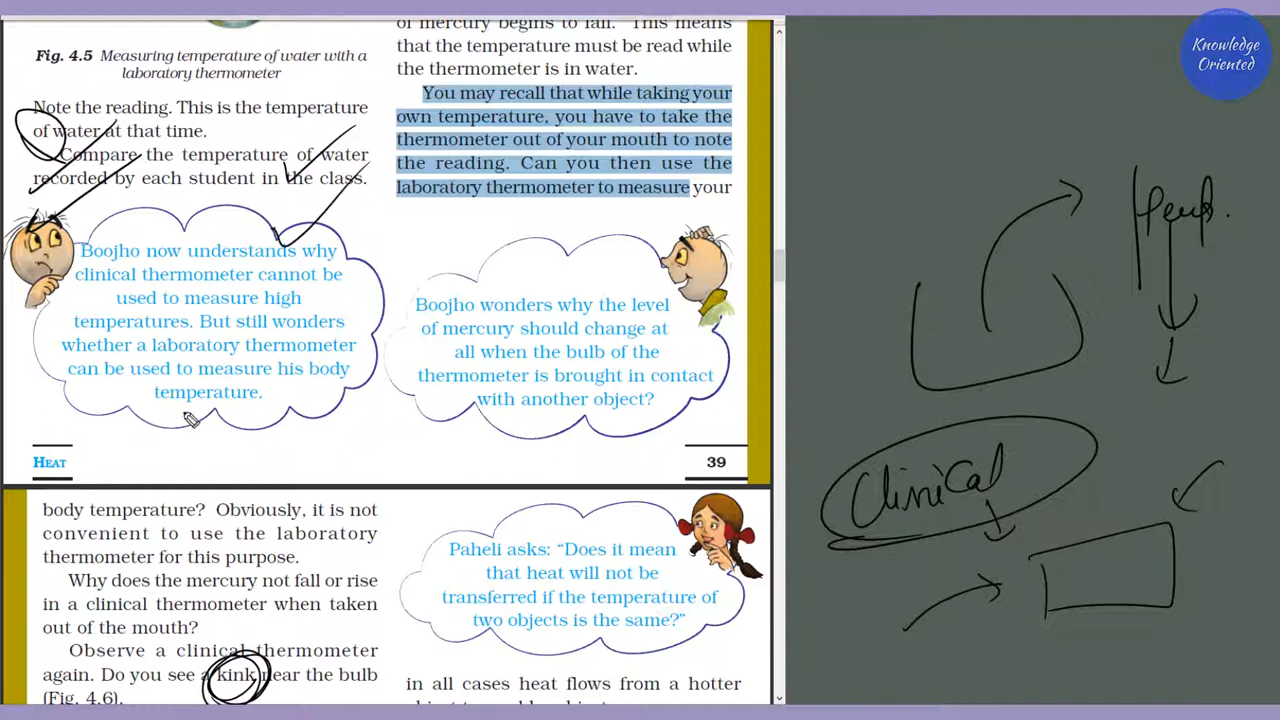 Fig. 4.5 Measuring temperature of water with a
laboratory thermometer
Note the reading. This is the temperature
of water at that time.
Compare the temperature of water
recorded by each student in the class.
Boojho now understands why
clinical thermometer cannot be
used to measure high
temperatures. But still wonders
whether a laboratory thermometer
can be used to measure his body
temperature.
of mercury begins to fall. This means
that the temperature must be read while
the thermometer is in water.
You may recall that while taking your
own temperature, you have to take the
thermometer out of your mouth to note
the reading. Can you then use the
laboratory thermometer to measure your
Boojho wonders why the level
of mercury should change at
all when the bulb of the
thermometer is brought in contact
with another object?
HEAT
39
body temperature? Obviously, it is not
convenient to use the laboratory
thermometer for this purpose.
Why does the mercury not fall or rise
in a clinical thermometer when taken
out of the mouth?
Observe a clinical thermometer
again. Do you see a kink near the bulb
(Fig. 4.6).
Paheli asks: “Does it mean
that heat will not be
transferred if the temperature of
two objects is the same?”
in all cases heat flows from a hotter
Knowledge
Oriented
Clinical